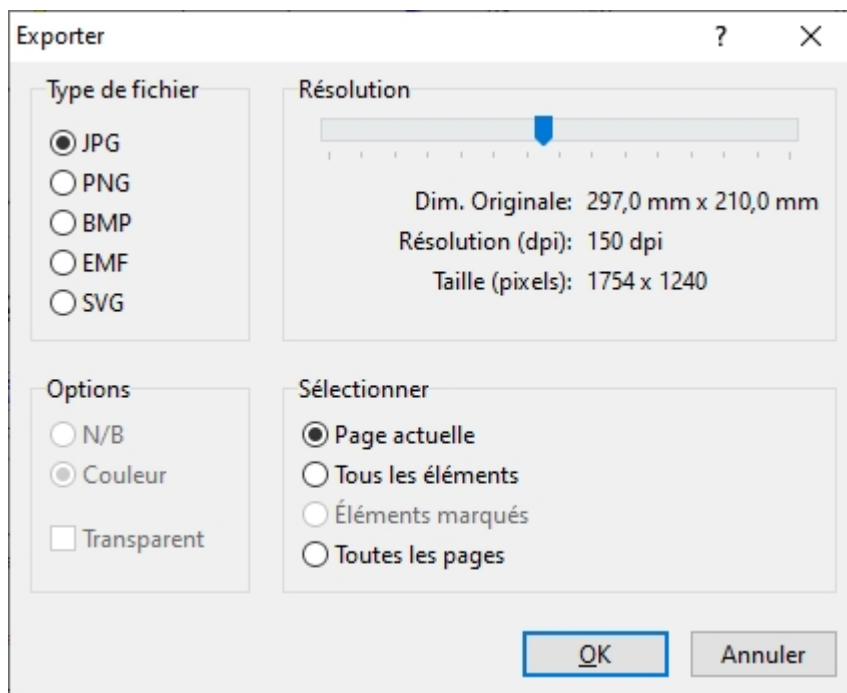 Exporter
?
Type de fichier
JPG
PNG
BMP
EMF
SVG
Résolution
Dim. Originale: 297,0 mm x 210,0 mm
Résolution (dpi): 150 dpi
Taille (pixels): 1754 x 1240
Options
N/B
Couleur
Transparent
Sélectionner
Page actuelle
Tous les éléments
Éléments marqués
Toutes les pages
OK
Annuler